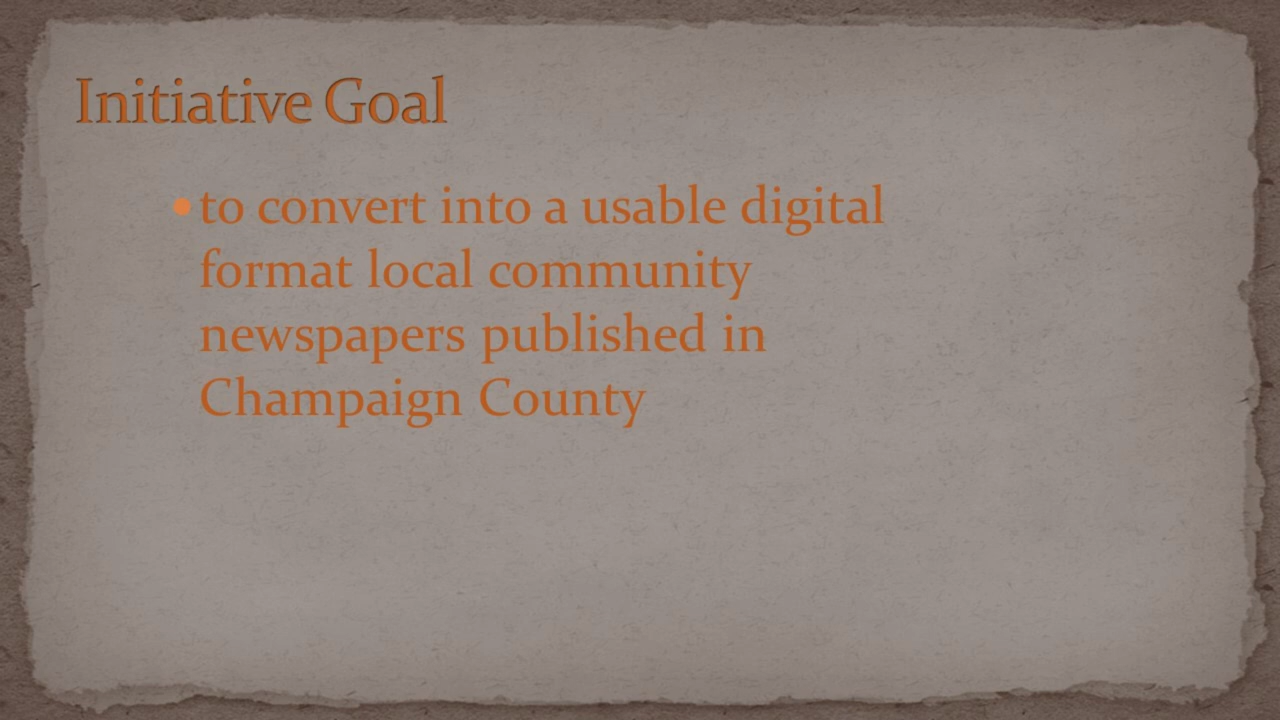 Initiative Goal
• to convert into a usable digital
format local community
newspapers published in
Champaign County